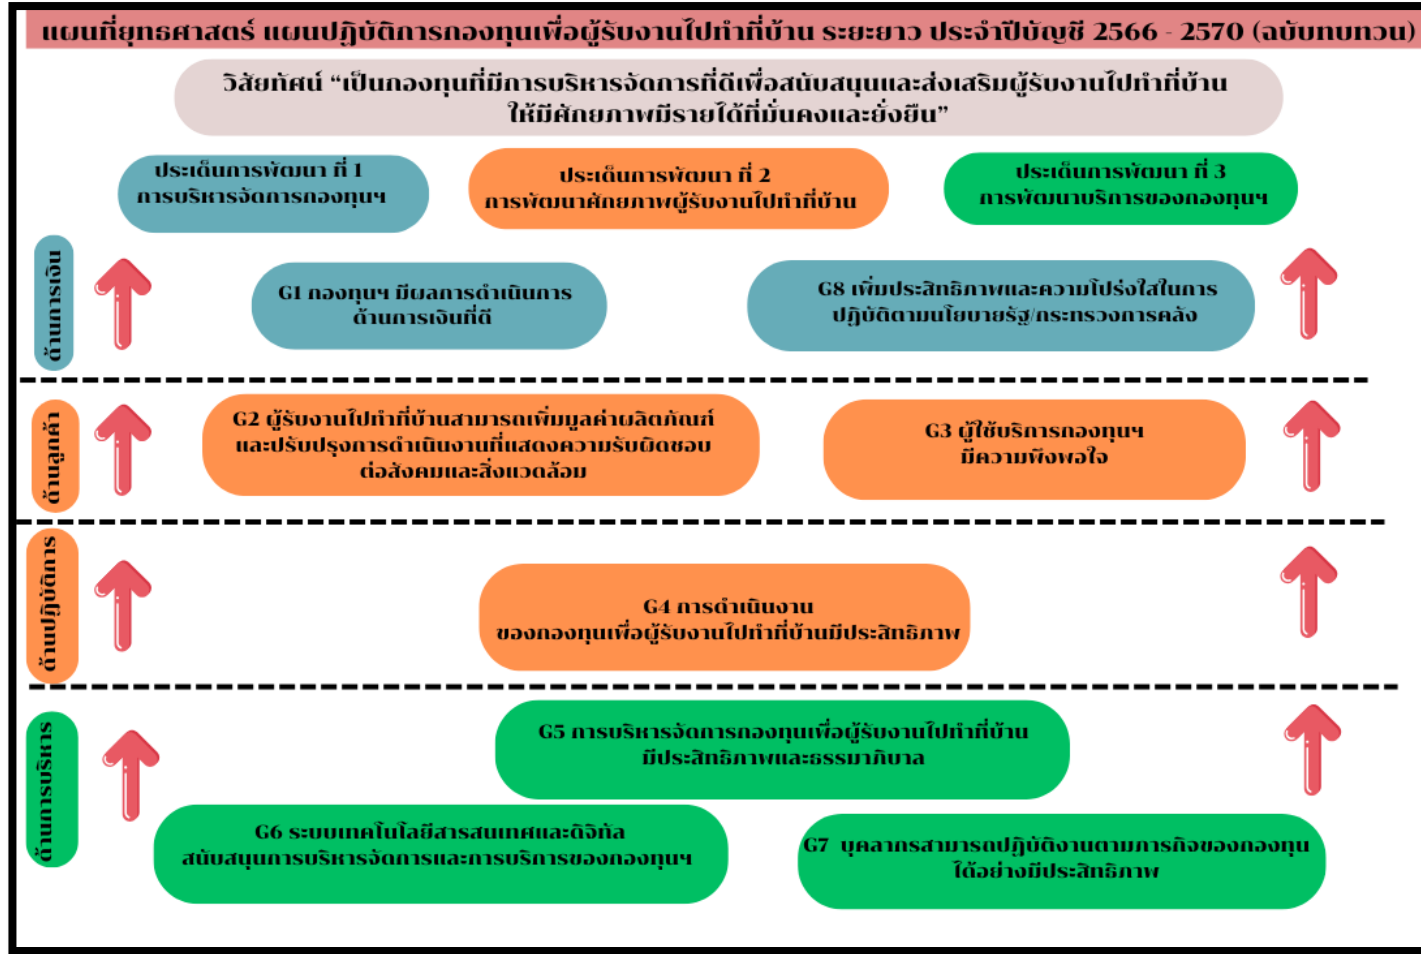 แผนที่ยุทธศาสตร์ แผนปฏิบัติการกองทุนเพื่อผู้รับงานไปทำที่บ้าน ระยะยาว ประจำปีบัญชี 2566 - 2570 (ฉบับทบทวน)
วิสัยทัศน์ “เป็นกองทุนที่มีการบริหารจัดการที่ดีเพื่อสนับสนุนและส่งเสริมผู้รับงานไปทำที่บ้าน
ให้มีศักยภาพมีรายได้ที่มั่นคงและยั่งยืน”
ประเด็นการพัฒนา ที่ 1
การบริหารจัดการกองทุนฯ
ประเด็นการพัฒนา ที่ 2
การพัฒนาศักยภาพผู้รับงานไปทำที่บ้าน
ประเด็นการพัฒนา ที่ 3
การพัฒนาบริการของกองทุนฯ
ด้านการเงิน
G1 กองทุนฯ มีผลการดำเนินการ
ด้านการเงินที่ดี
G8 เพิ่มประสิทธิภาพและความโปร่งใสในการ
ปฏิบัติตามนโยบายรัฐ/กระทรวงการคลัง
ด้านลูกค้า
G2 ผู้รับงานไปทำที่บ้านสามารถเพิ่มมูลค่าผลิตภัณฑ์
และปรับปรุงการดำเนินงานที่แสดงความรับผิดชอบ
ต่อสังคมและสิ่งแวดล้อม
G3 ผู้ใช้บริการกองทุนฯ
มีความพึงพอใจ
ด้านปฏิบัติการ
G4 การดำเนินงาน
ของกองทุนเพื่อผู้รับงานไปทำที่บ้านมีประสิทธิภาพ
ด้านการบริหาร
G5 การบริหารจัดการกองทุนเพื่อผู้รับงานไปทำที่บ้าน
มีประสิทธิภาพและธรรมาภิบาล
G6 ระบบเทคโนโลยีสารสนเทศและดิจิทัล
สนับสนุนการบริหารจัดการและการบริการของกองทุนฯ
G7 บุคลากรสามารถปฏิบัติงานตามภารกิจของกองทุน
ได้อย่างมีประสิทธิภาพ